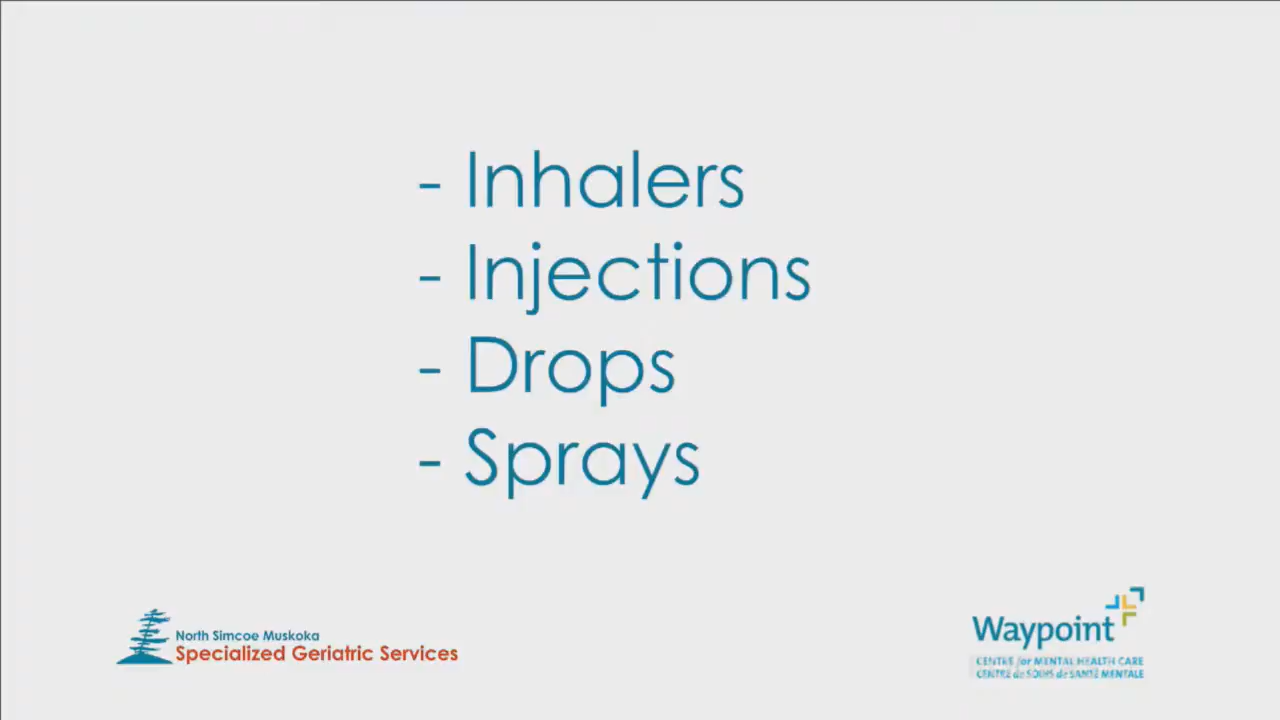 - Inhalers
- Injections
- Drops
- Sprays
North Simcoe Muskoka
Specialized Geriatric Services
Waypoint
CENTRE for MENTAL HEALTH CARE
CENTRE de SOINS de SANTÉ MENTALE